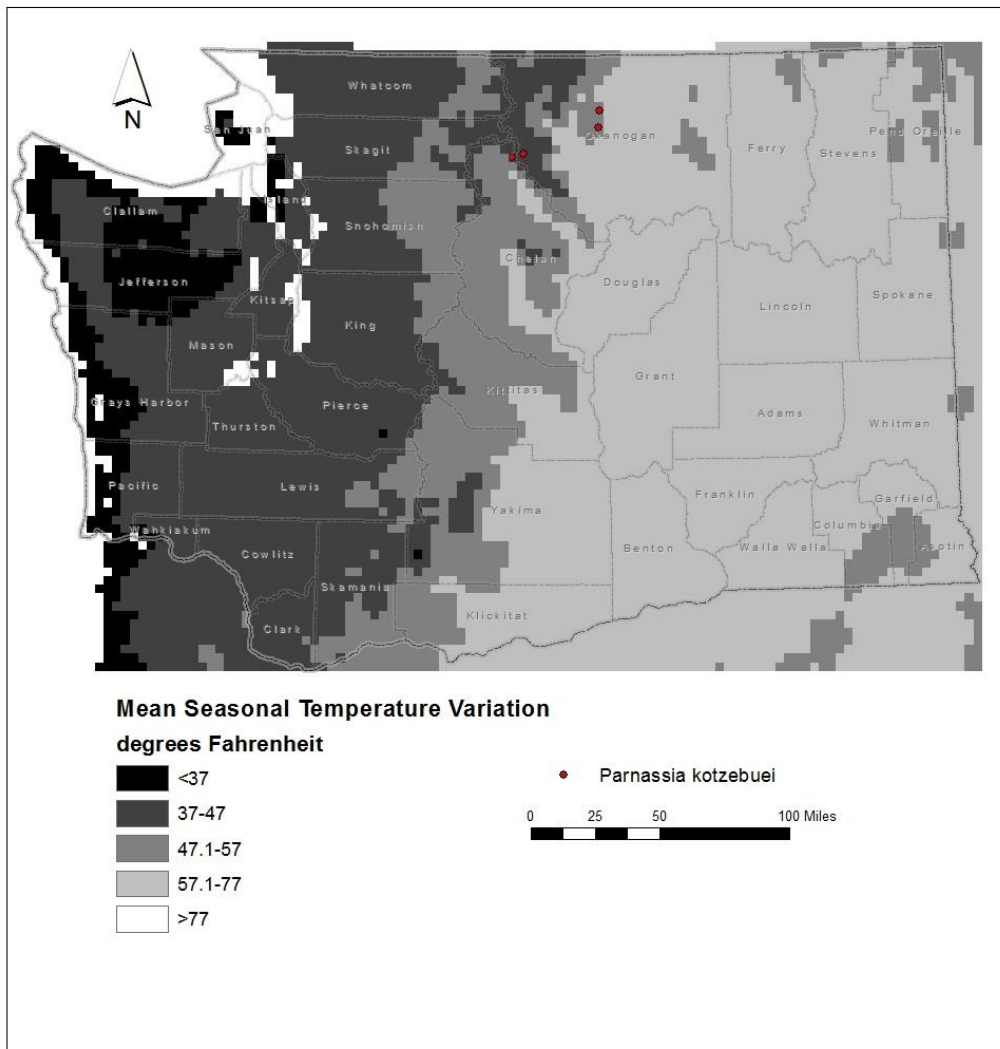 N
Whatcom
San Juan
Okanogan
Pend Oreille
Skagit
Ferry
Stevens
Island
Clallam
Snohomish
Chelan
Jefferson
Douglas
Lincoln
Spokane
Kitsap
King
Mason
Grant
Kittitas
Grays Harbor
Pierce
Adams
Whitman
Thurston
Pacific
Lewis
Yakima
Franklin
Garfield
Wahkiakum
Columbia
Cowlitz
Benton
Walla Walla
Asotin
Skamania
Klickitat
Clark
Mean Seasonal Temperature Variation
degrees Fahrenheit
<37
37-47
47.1-57
57.1-77
>77
Parnassia kotzebuei
0 25 50 100 Miles